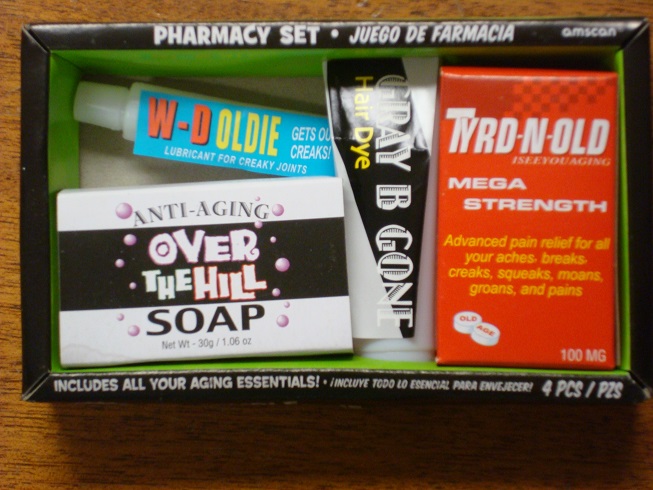 PHARMACY SET • JUEGO DE FARMACIA
amscan
W-D OLDIE
LUBRICANT FOR CREAKY JOINTS
GETS OU
CREAKS!
GRAY B GONE
Hair Dye
TYRD-N-OLD
ISEEYOUAGING
MEGA
STRENGTH
Advanced pain relief for all
your aches, breaks,
creaks, squeaks, moans,
groans, and pains
OLD
AGE
100 MG
ANTI-AGING
OVER
THE HILL
SOAP
Net Wt - 30g / 1.06 oz
INCLUDES ALL YOUR AGING ESSENTIALS! • ¡INCLUYE TODO LO ESENCIAL PARA ENVEJECER! 4 PCS / PZS